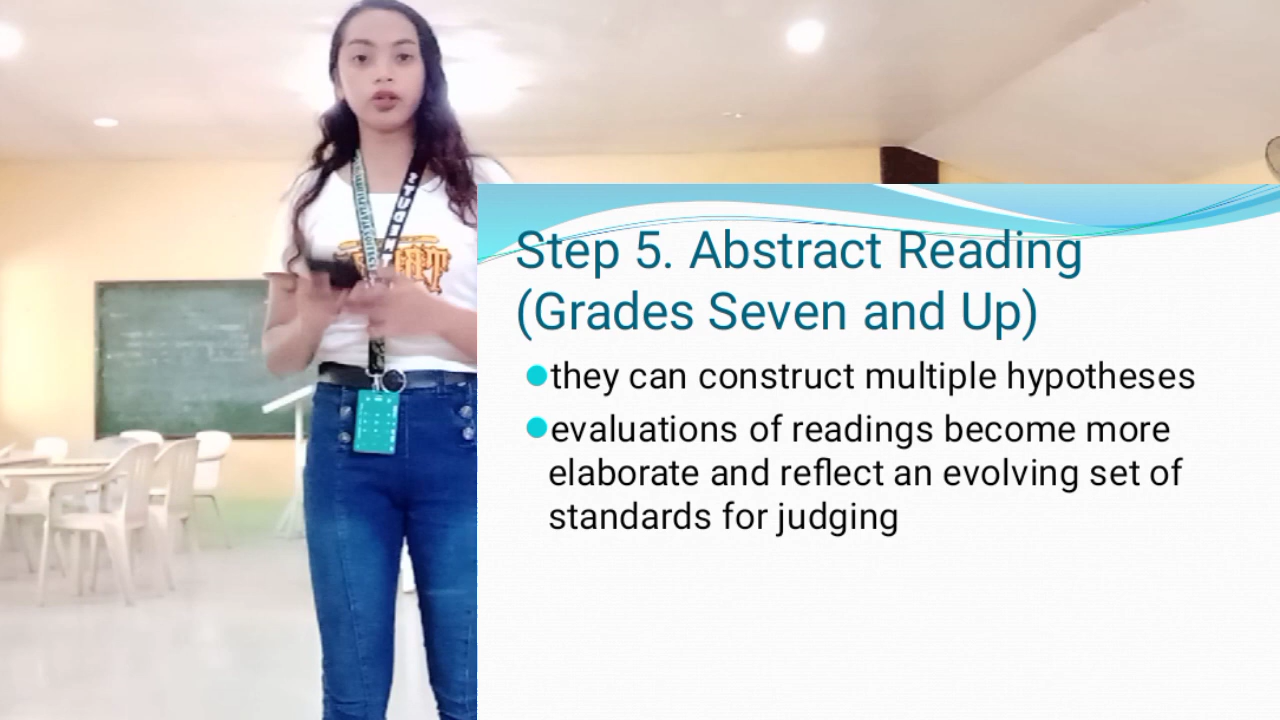 STUDENT
Step 5. Abstract Reading
(Grades Seven and Up)
they can construct multiple hypotheses
evaluations of readings become more
elaborate and reflect an evolving set of
standards for judging